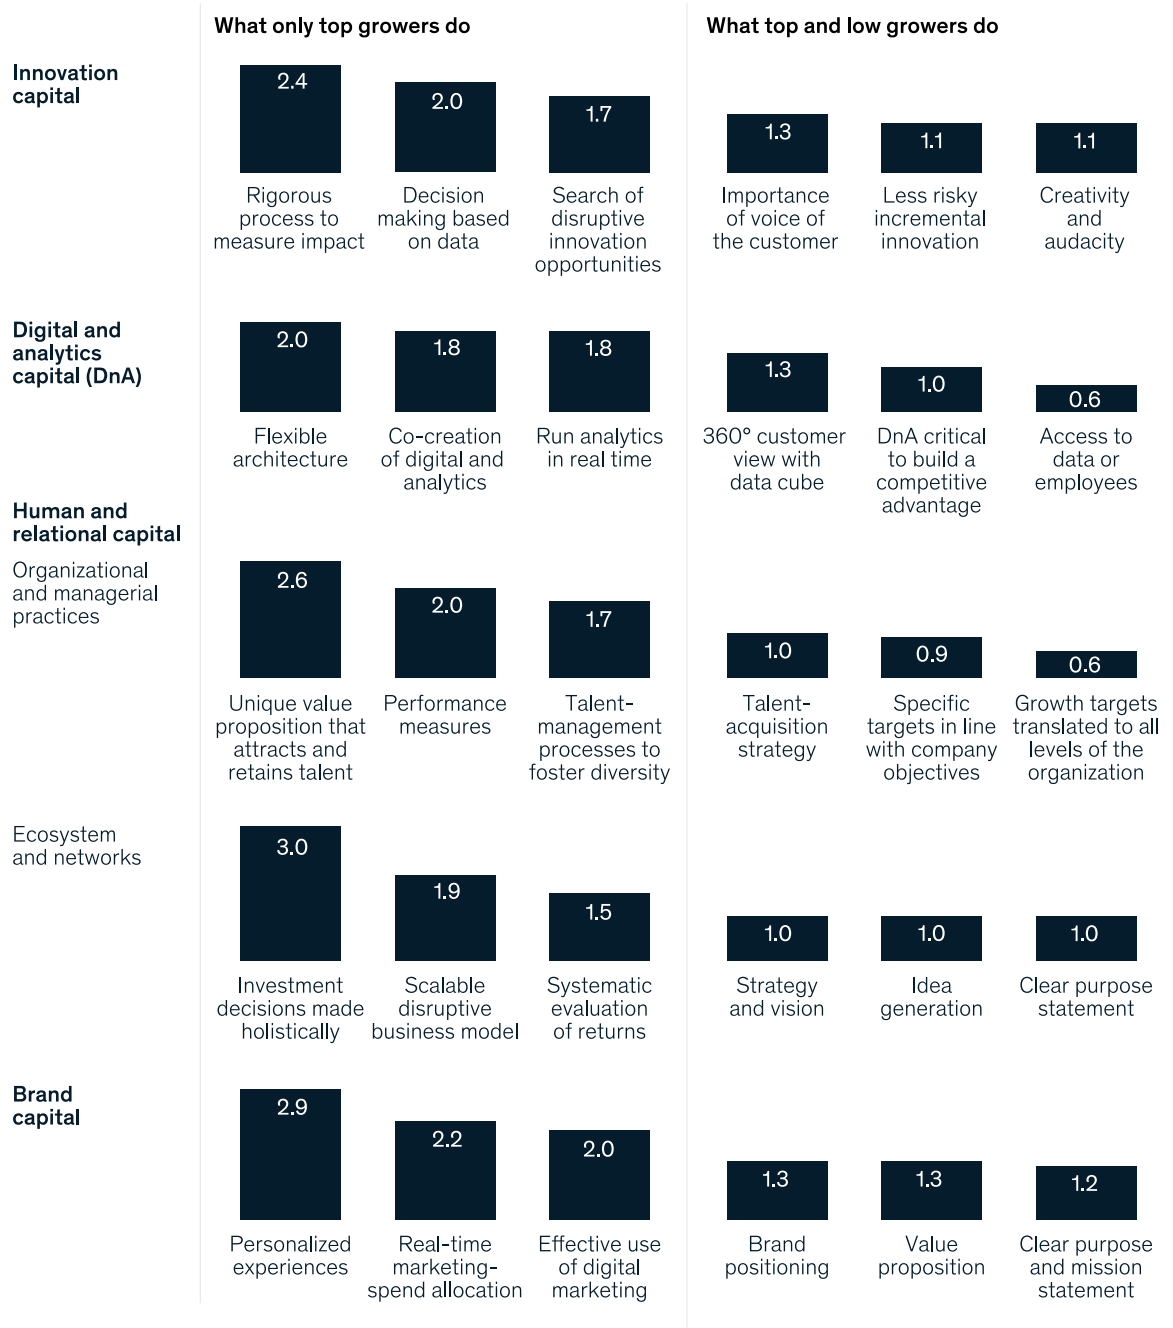 What only top growers do
What top and low growers do
Innovation
capital
2.4
2.0
1.7
1.3
1.1
1.1
Rigorous
process to
measure impact
Decision
making based
on data
Search of
disruptive
innovation
opportunities
Importance
of voice of
the customer
Less risky
incremental
innovation
Creativity
and
audacity
Digital and
analytics
capital (DnA)
2.0
1.8
1.8
1.3
1.0
0.6
Flexible
architecture
Co-creation
of digital and
analytics
Run analytics
in real time
360° customer
view with
data cube
DnA critical
to build a
competitive
advantage
Access to
data or
employees
Human and
relational capital
Organizational
and managerial
practices
2.6
2.0
1.7
1.0
0.9
0.6
Unique value
proposition that
attracts and
retains talent
Performance
measures
Talent-
management
processes to
foster diversity
Talent-
acquisition
strategy
Specific
targets in line
with company
objectives
Growth targets
translated to all
levels of the
organization
Ecosystem
and networks
3.0
1.9
1.5
1.0
1.0
1.0
Investment
decisions made
holistically
Scalable
disruptive
business model
Systematic
evaluation
of returns
Strategy
and vision
Idea
generation
Clear purpose
statement
Brand
capital
2.9
2.2
2.0
1.3
1.3
1.2
Personalized
experiences
Real-time
marketing-
spend allocation
Effective use
of digital
marketing
Brand
positioning
Value
proposition
Clear purpose
and mission
statement